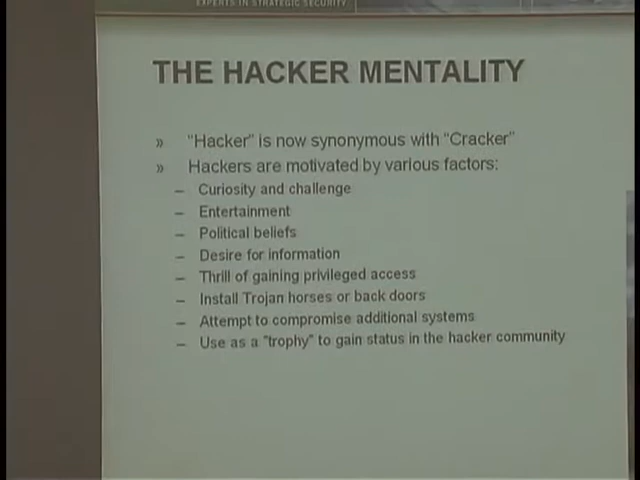 EXPERTS IN STRATEGIC SECURITY
THE HACKER MENTALITY
» "Hacker" is now synonymous with "Cracker"
» Hackers are motivated by various factors:
– Curiosity and challenge
– Entertainment
– Political beliefs
– Desire for information
– Thrill of gaining privileged access
– Install Trojan horses or back doors
– Attempt to compromise additional systems
– Use as a "trophy" to gain status in the hacker community